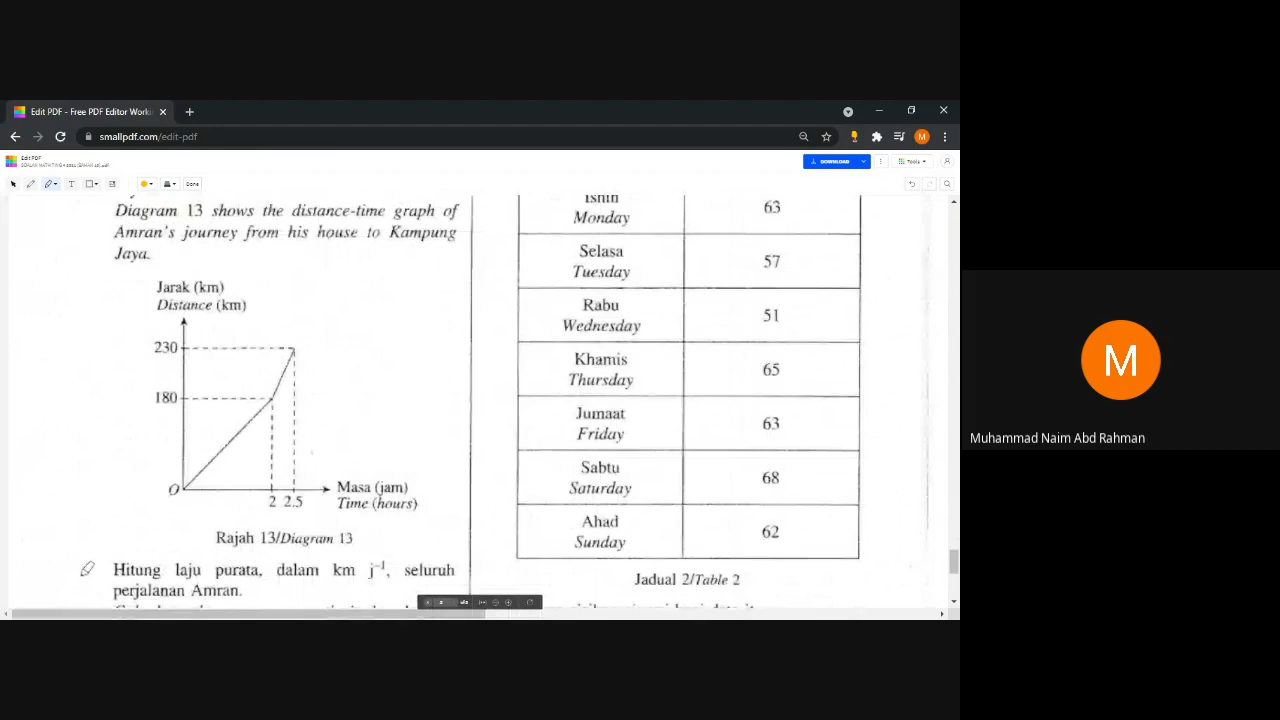 Edit PDF - Free PDF Editor Worki
smallpdf.com/edit-pdf
M
Edit PDF
DOWNLOAD
Tools
T
Done
Diagram 13 shows the distance-time graph of
Amran's journey from his house to Kampung
Jaya.
Jarak (km)
Distance (km)
230
180
O
2 2.5
Masa (jam)
Time (hours)
Rajah 13/Diagram 13
Hitung laju purata, dalam km j⁻¹, seluruh
perjalanan Amran.
Isnin
Monday
63
Selasa
Tuesday
57
Rabu
Wednesday
51
Khamis
Thursday
65
Jumaat
Friday
63
Sabtu
Saturday
68
Ahad
Sunday
62
Jadual 2/Table 2
M
Muhammad Naim Abd Rahman